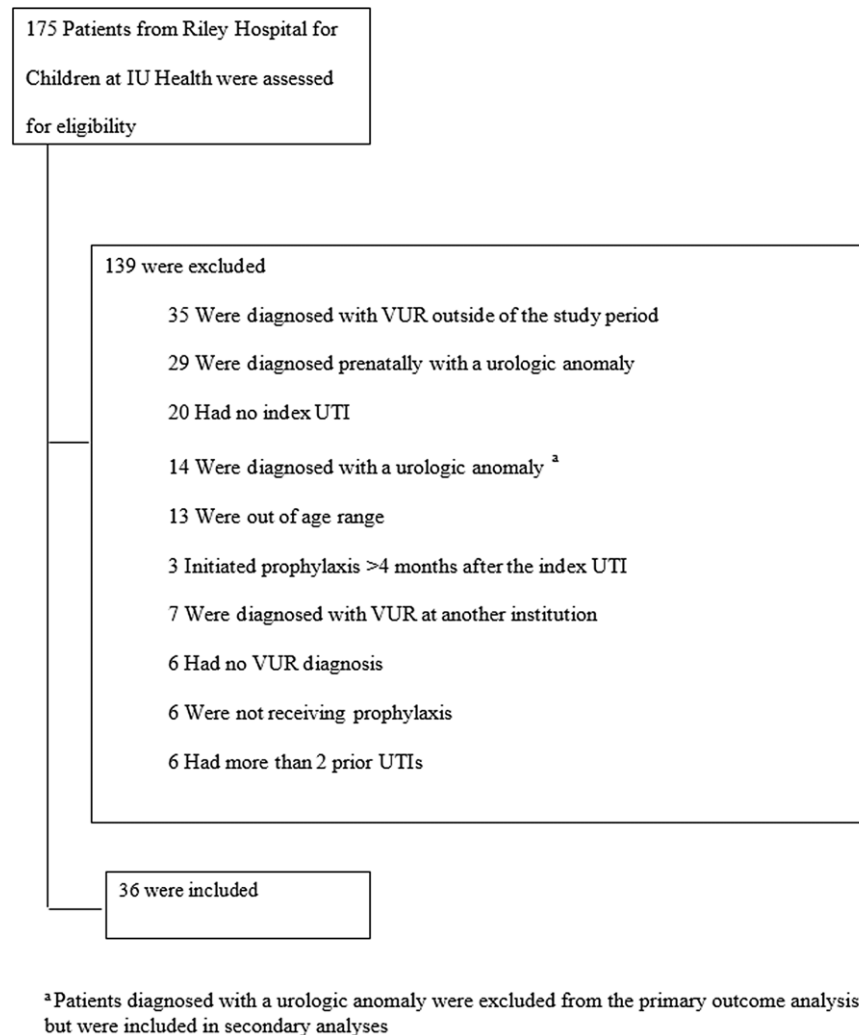 175 Patients from Riley Hospital for
Children at IU Health were assessed
for eligibility
139 were excluded
35 Were diagnosed with VUR outside of the study period
29 Were diagnosed prenatally with a urologic anomaly
20 Had no index UTI
14 Were diagnosed with a urologic anomaly a
13 Were out of age range
3 Initiated prophylaxis >4 months after the index UTI
7 Were diagnosed with VUR at another institution
6 Had no VUR diagnosis
6 Were not receiving prophylaxis
6 Had more than 2 prior UTIs
36 were included
a Patients diagnosed with a urologic anomaly were excluded from the primary outcome analysis
but were included in secondary analyses